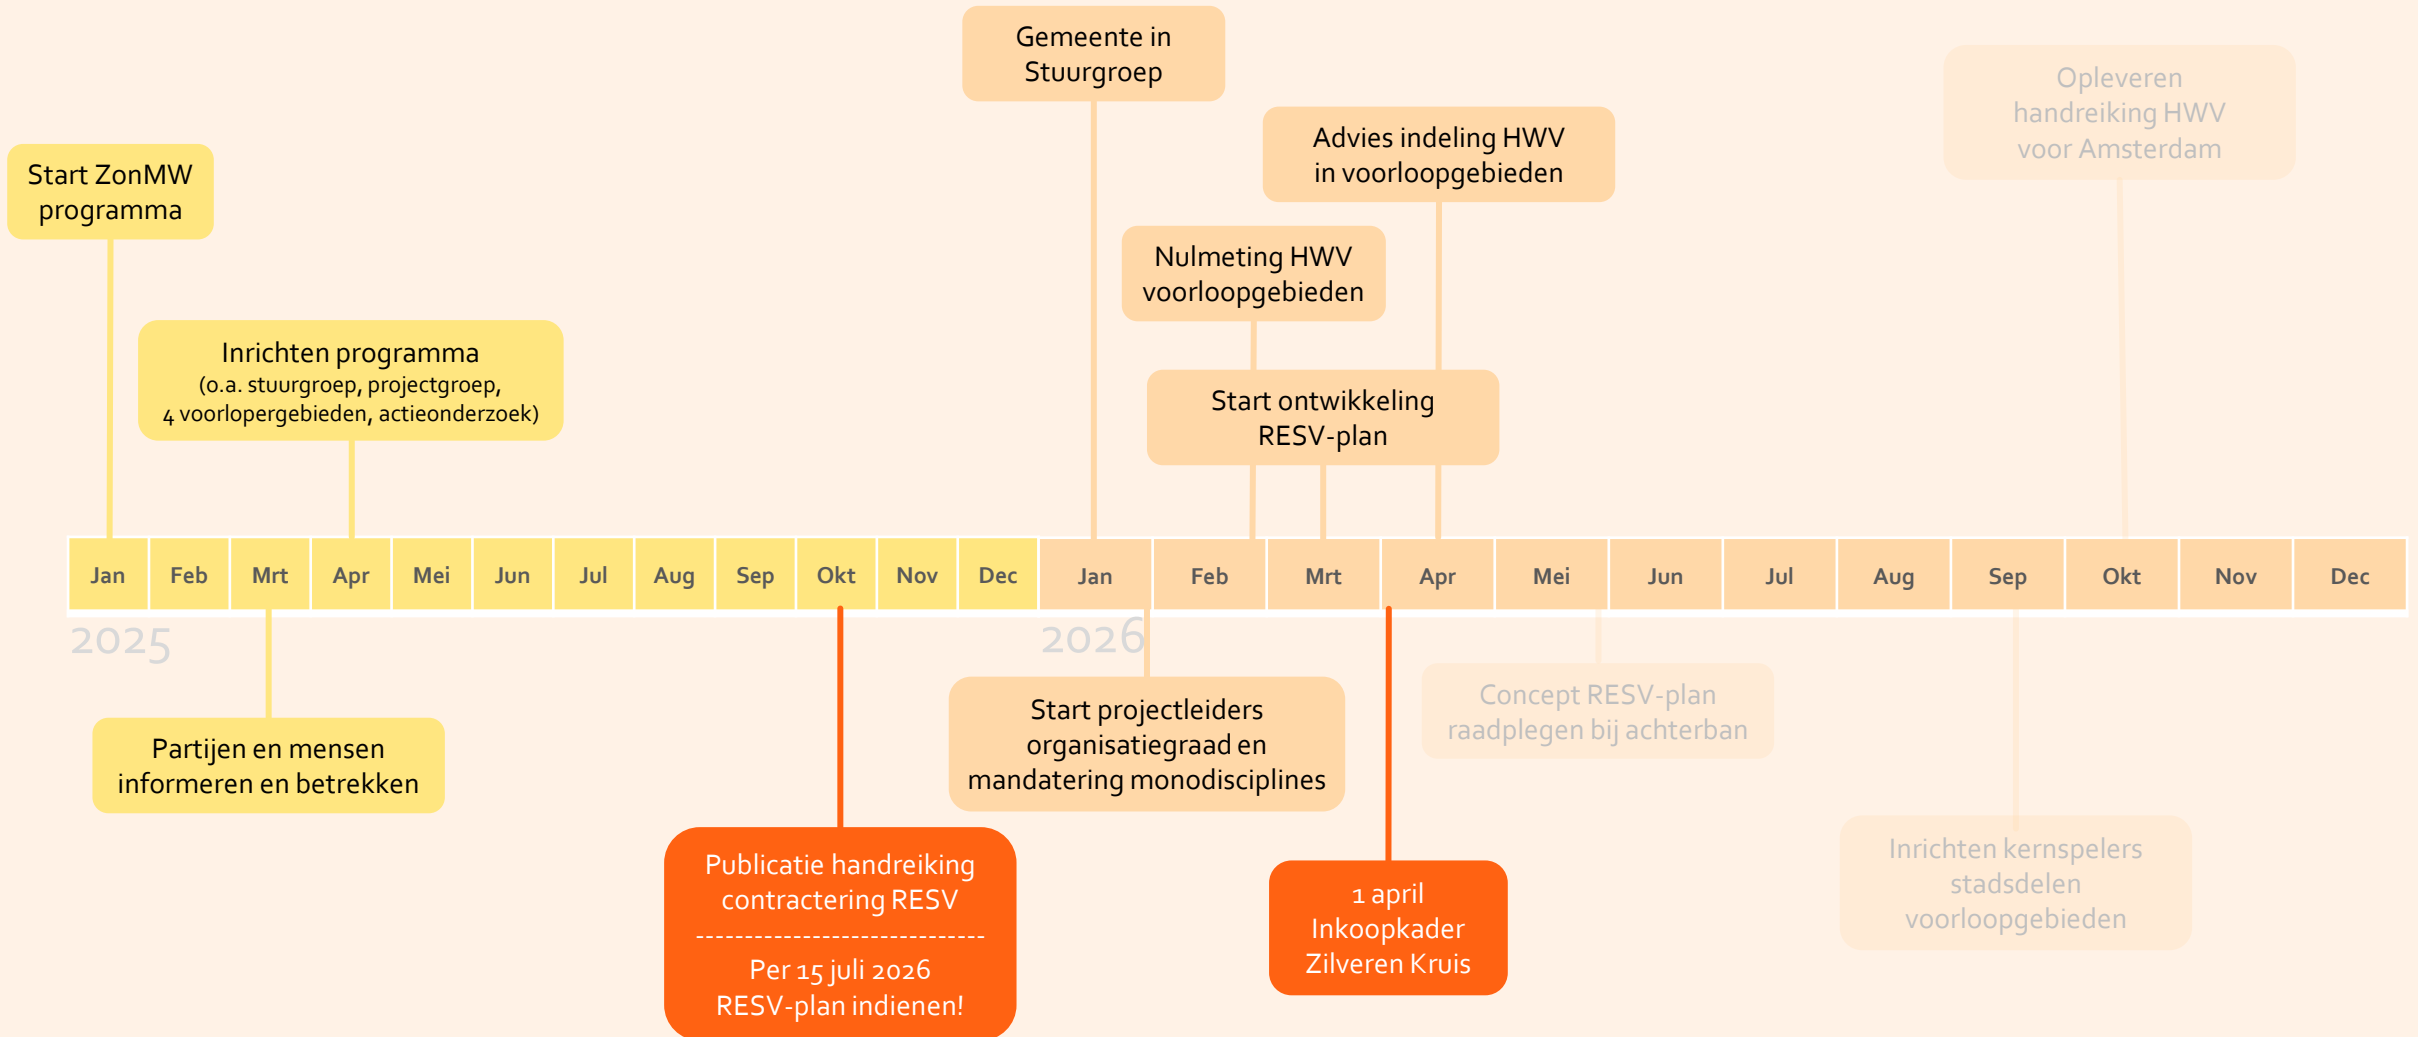 Gemeente in
Stuurgroep
Opleveren
handreiking HWV
voor Amsterdam
Advies indeling HWV
in voorloopgebieden
Start ZonMW
programma
Nulmeting HWV
voorloopgebieden
Inrichten programma
(o.a. stuurgroep, projectgroep,
4 voorlopergebieden, actieonderzoek)
Start ontwikkeling
RESV-plan
Jan Feb Mrt Apr Mei Jun Jul Aug Sep Okt Nov Dec Jan Feb Mrt Apr Mei Jun Jul Aug Sep Okt Nov Dec
2025 2026
Partijen en mensen
informeren en betrekken
Start projectleiders
organisatiegraad en
mandatering monodisciplines
Concept RESV-plan
raadplegen bij achterban
Publicatie handreiking
contractering RESV
------------------------------
Per 15 juli 2026
RESV-plan indienen!
1 april
Inkoopkader
Zilveren Kruis
Inrichten kernspelers
stadsdelen
voorloopgebieden